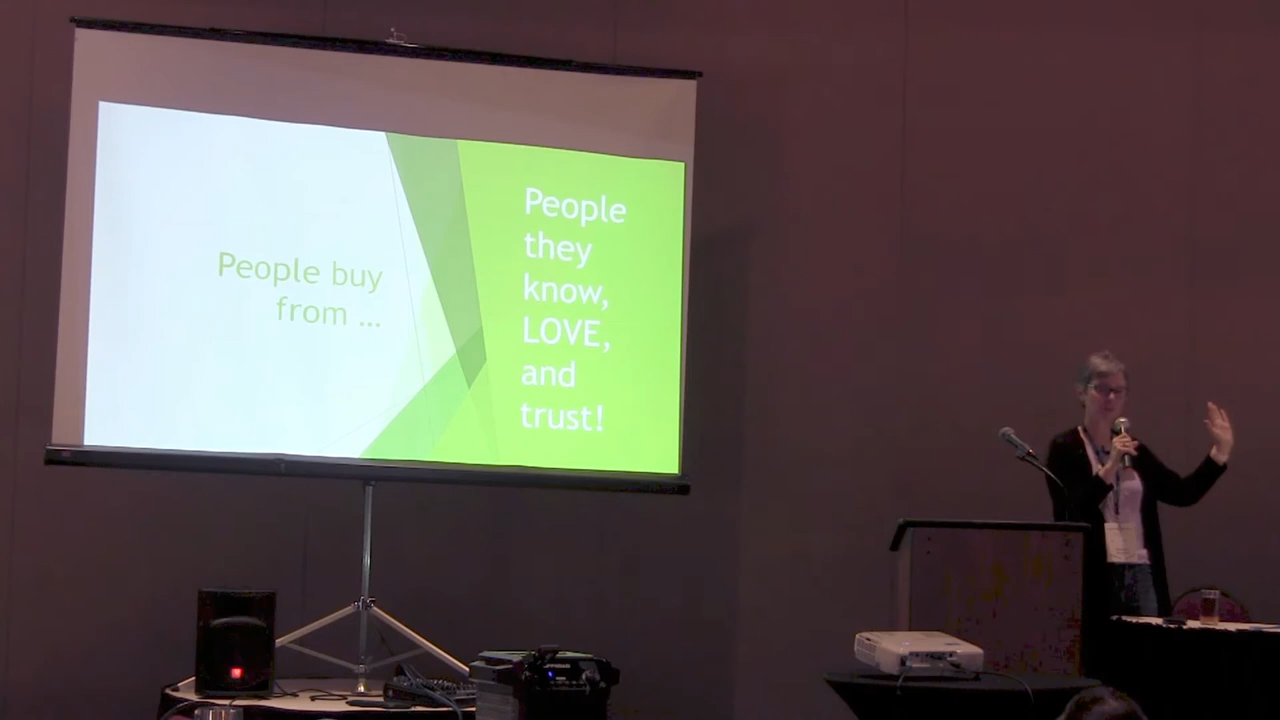 People buy
from ...
People
they
know,
LOVE,
and
trust!